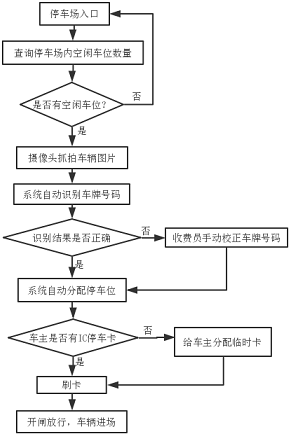 停车场入口
查询停车场内空闲车位数量
是否有空闲车位？
否
是
摄像头抓拍车辆图片
系统自动识别车牌号码
识别结果是否正确
否
收费员手动校正车牌号码
是
系统自动分配停车位
车主是否有IC停车卡
否
给车主分配临时卡
是
刷卡
开闸放行，车辆进场